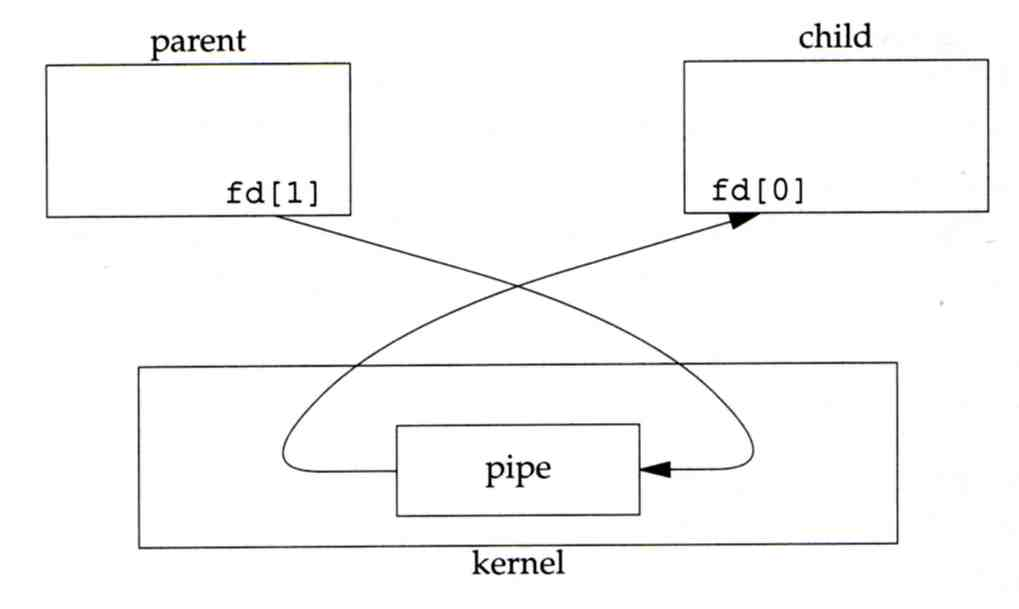 parent
child
fd[1]
fd[0]
pipe
kernel